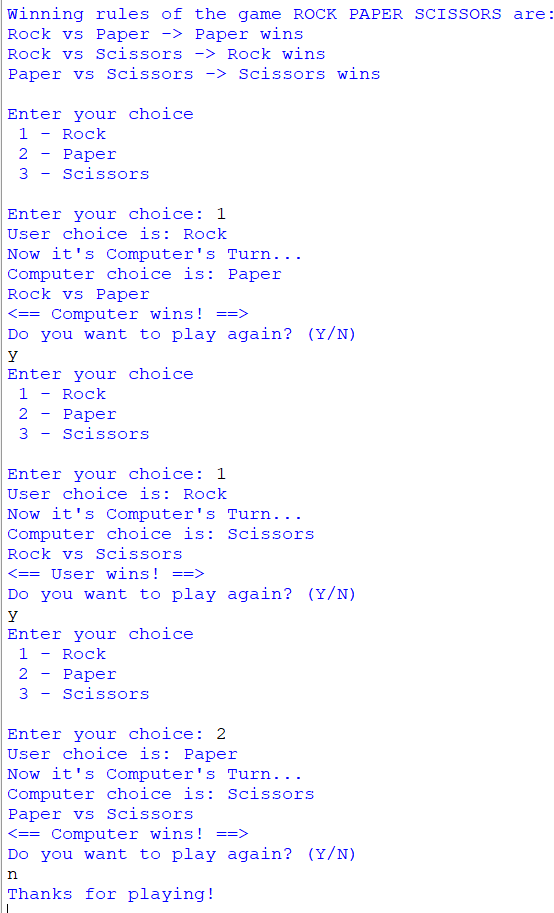 Winning rules of the game ROCK PAPER SCISSORS are:
Rock vs Paper -> Paper wins
Rock vs Scissors -> Rock wins
Paper vs Scissors -> Scissors wins

Enter your choice
 1 - Rock
 2 - Paper
 3 - Scissors

Enter your choice: 1
User choice is: Rock
Now it's Computer's Turn...
Computer choice is: Paper
Rock vs Paper
<== Computer wins! ==>
Do you want to play again? (Y/N)
y
Enter your choice
 1 - Rock
 2 - Paper
 3 - Scissors

Enter your choice: 1
User choice is: Rock
Now it's Computer's Turn...
Computer choice is: Scissors
Rock vs Scissors
<== User wins! ==>
Do you want to play again? (Y/N)
y
Enter your choice
 1 - Rock
 2 - Paper
 3 - Scissors

Enter your choice: 2
User choice is: Paper
Now it's Computer's Turn...
Computer choice is: Scissors
Paper vs Scissors
<== Computer wins! ==>
Do you want to play again? (Y/N)
n
Thanks for playing!